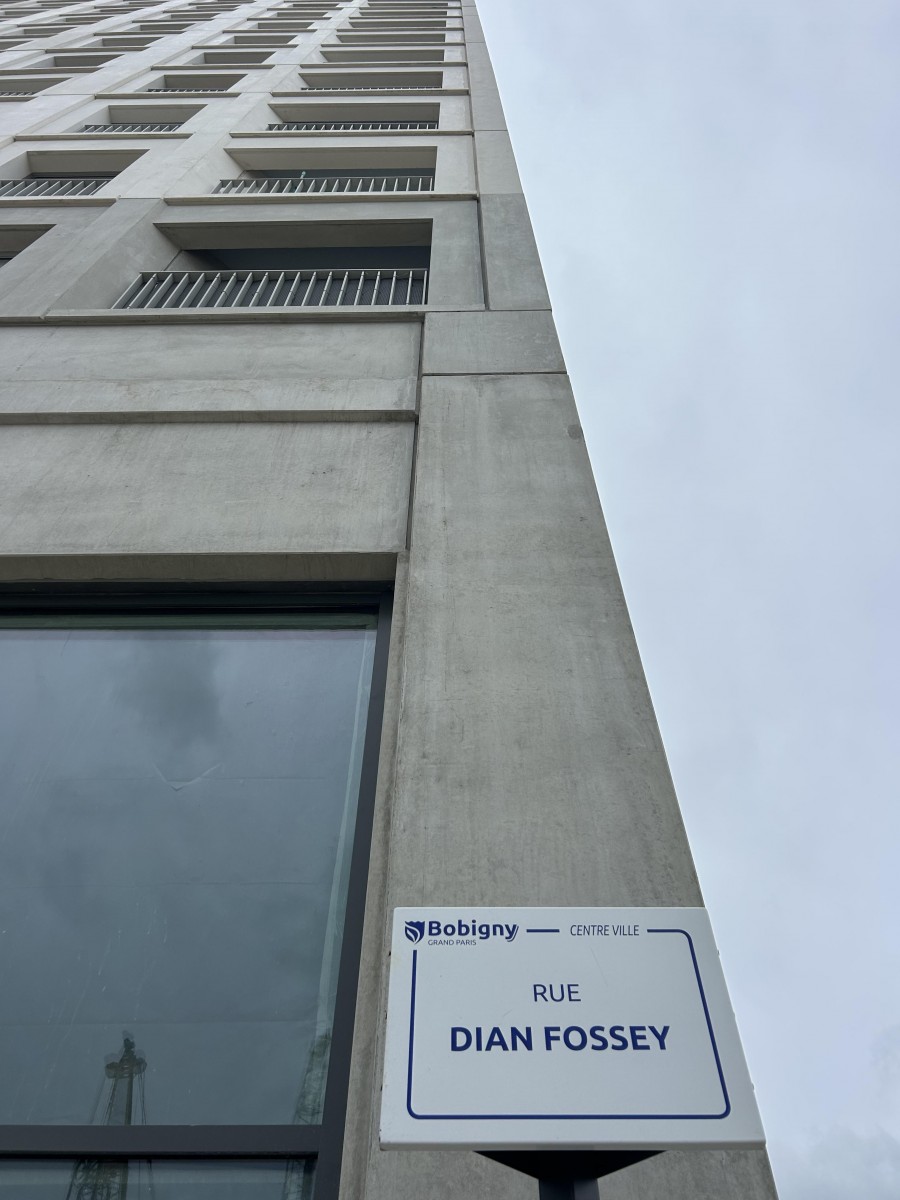 Bobigny CENTRE VILLE
GRAND PARIS
RUE
DIAN FOSSEY